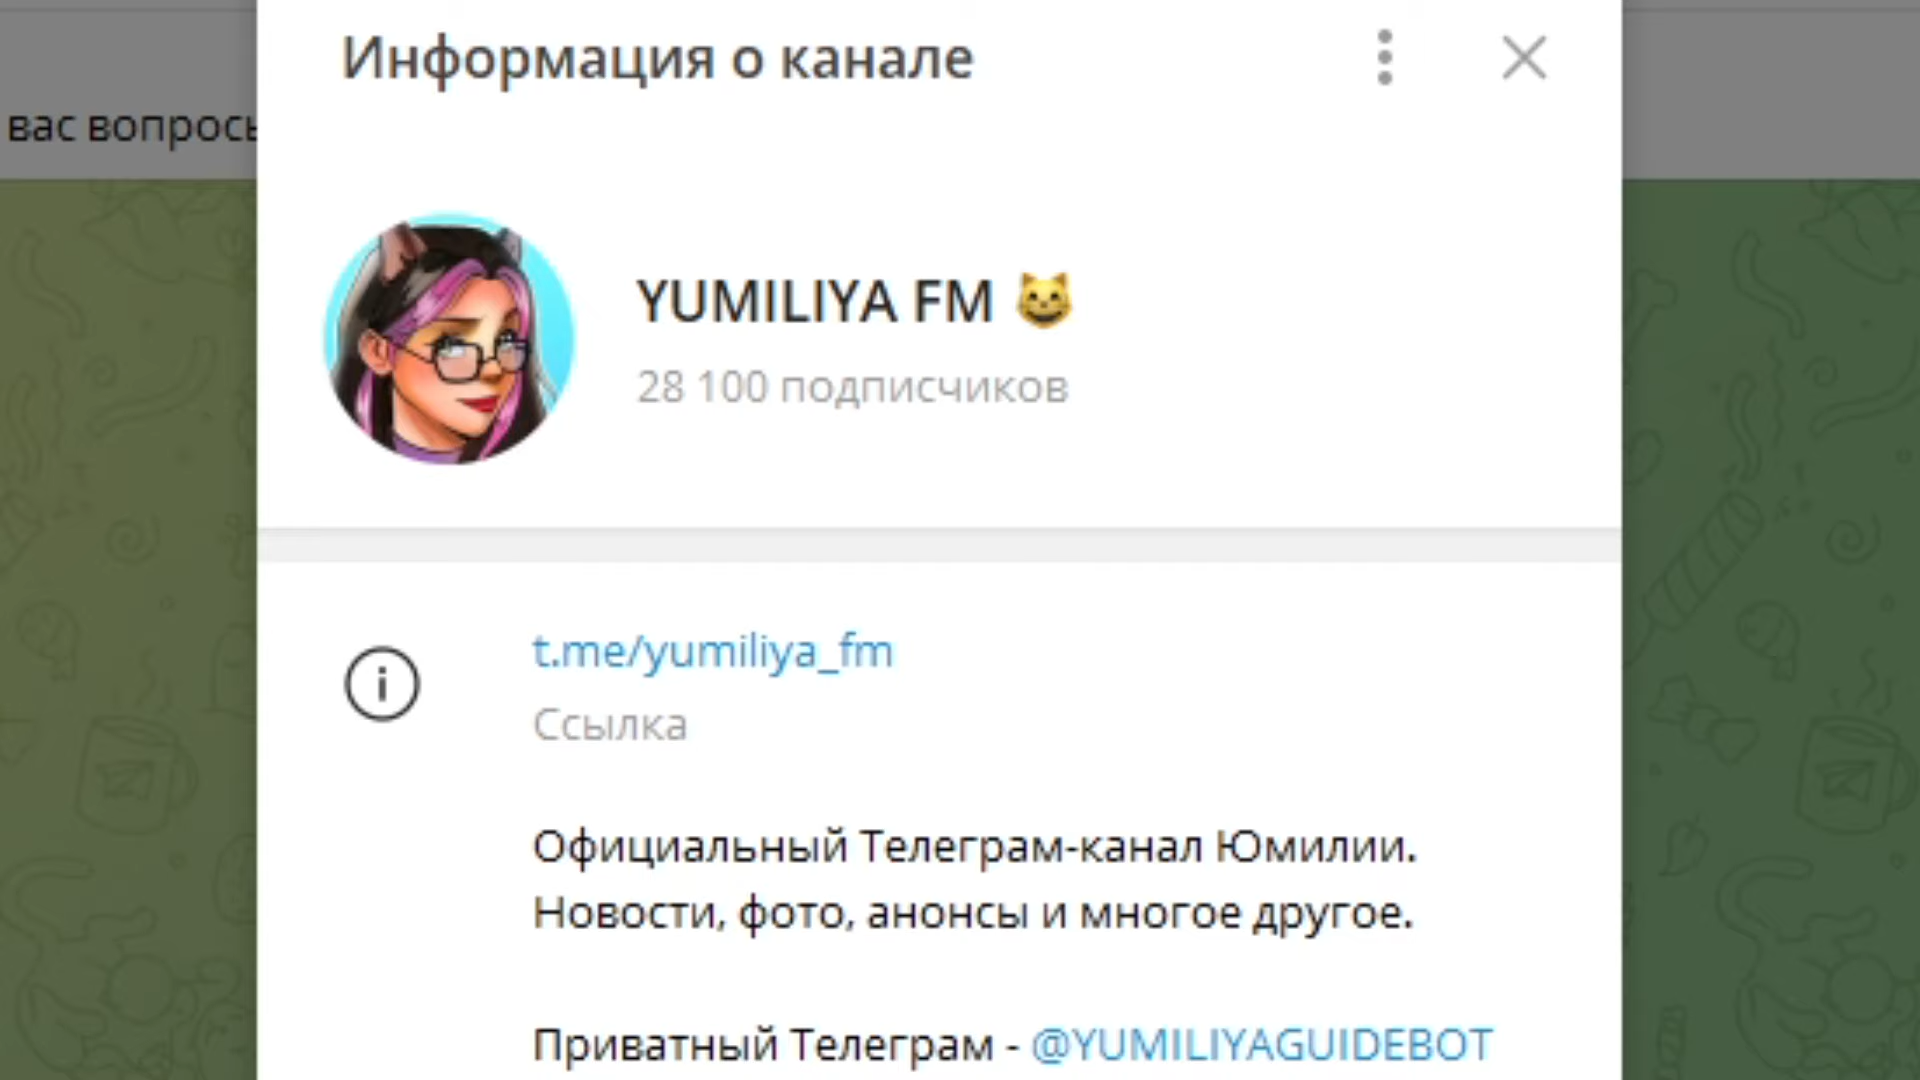 Информация о канале
вас вопросы
YUMILIYA FM
28 100 подписчиков
t.me/yumiliya_fm
Ссылка
Официальный Телеграм-канал Юмилии.
Новости, фото, анонсы и многое другое.
Приватный Телеграм - @YUMILIYAGUIDEBOT